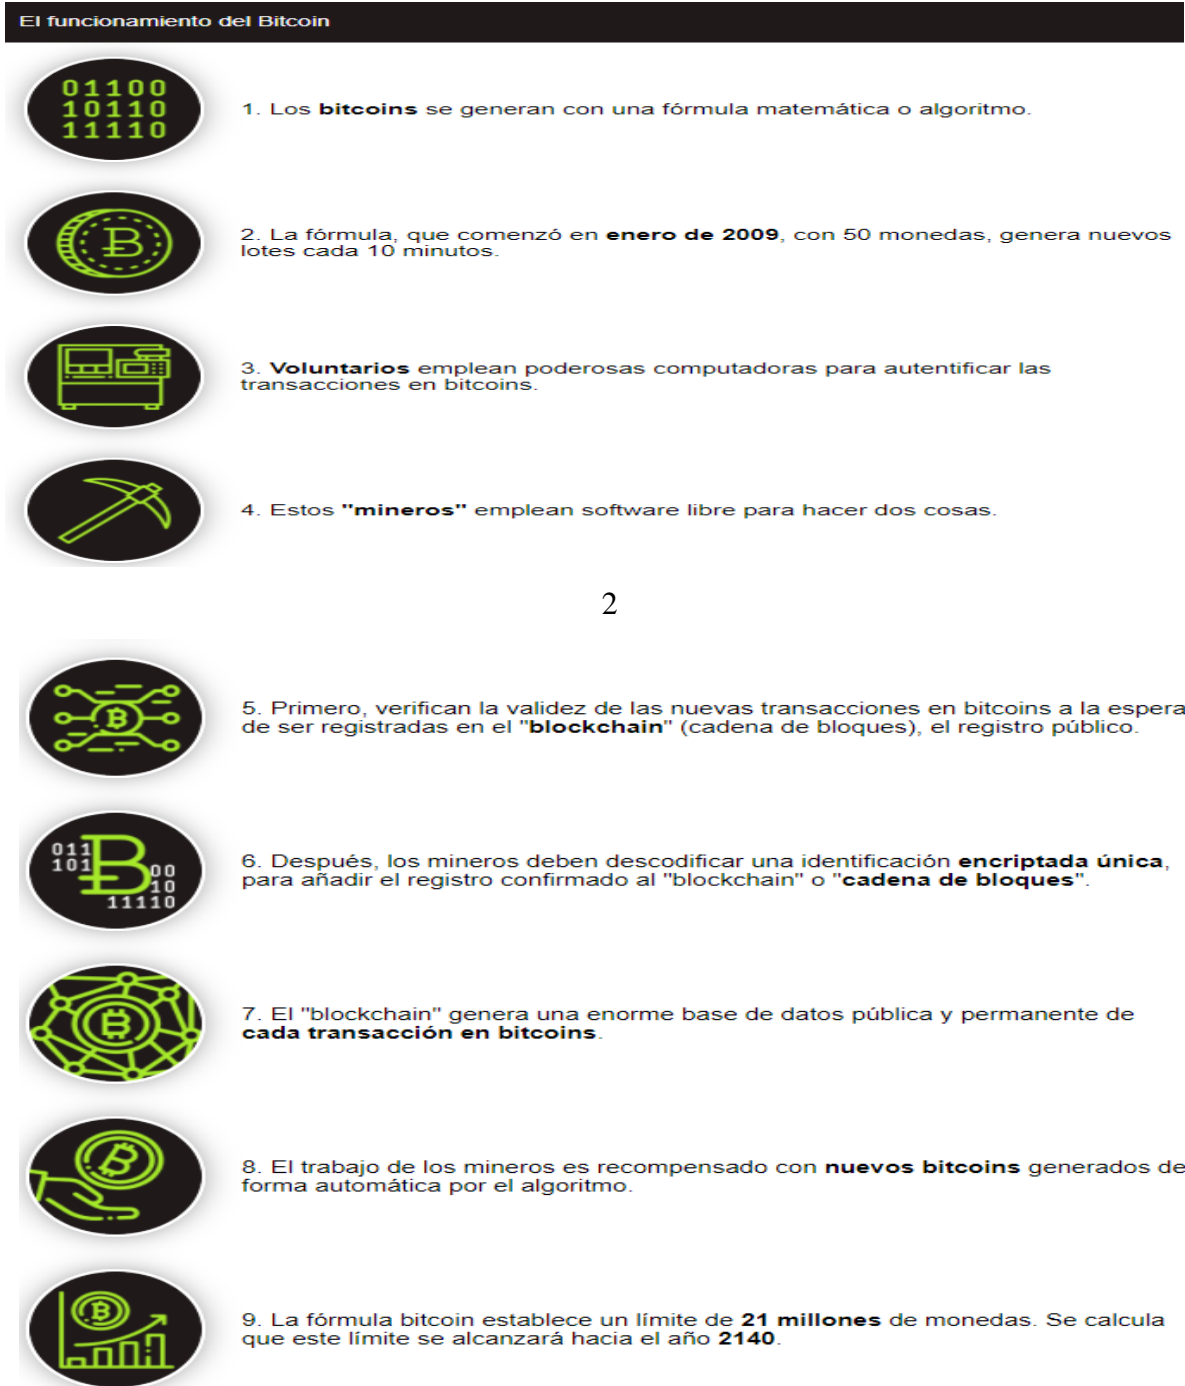 El funcionamiento del Bitcoin
01100
10110
11110
1. Los bitcoins se generan con una fórmula matemática o algoritmo.
2. La fórmula, que comenzó en enero de 2009, con 50 monedas, genera nuevos
lotes cada 10 minutos.
3. Voluntarios emplean poderosas computadoras para autentificar las
transacciones en bitcoins.
4. Estos "mineros" emplean software libre para hacer dos cosas.
2
5. Primero, verifican la validez de las nuevas transacciones en bitcoins a la espera
de ser registradas en el "blockchain" (cadena de bloques), el registro público.
011
101
00
10
11110
6. Después, los mineros deben descodificar una identificación encriptada única,
para añadir el registro confirmado al "blockchain" o "cadena de bloques".
7. El "blockchain" genera una enorme base de datos pública y permanente de
cada transacción en bitcoins.
8. El trabajo de los mineros es recompensado con nuevos bitcoins generados de
forma automática por el algoritmo.
9. La fórmula bitcoin establece un límite de 21 millones de monedas. Se calcula
que este límite se alcanzará hacia el año 2140.